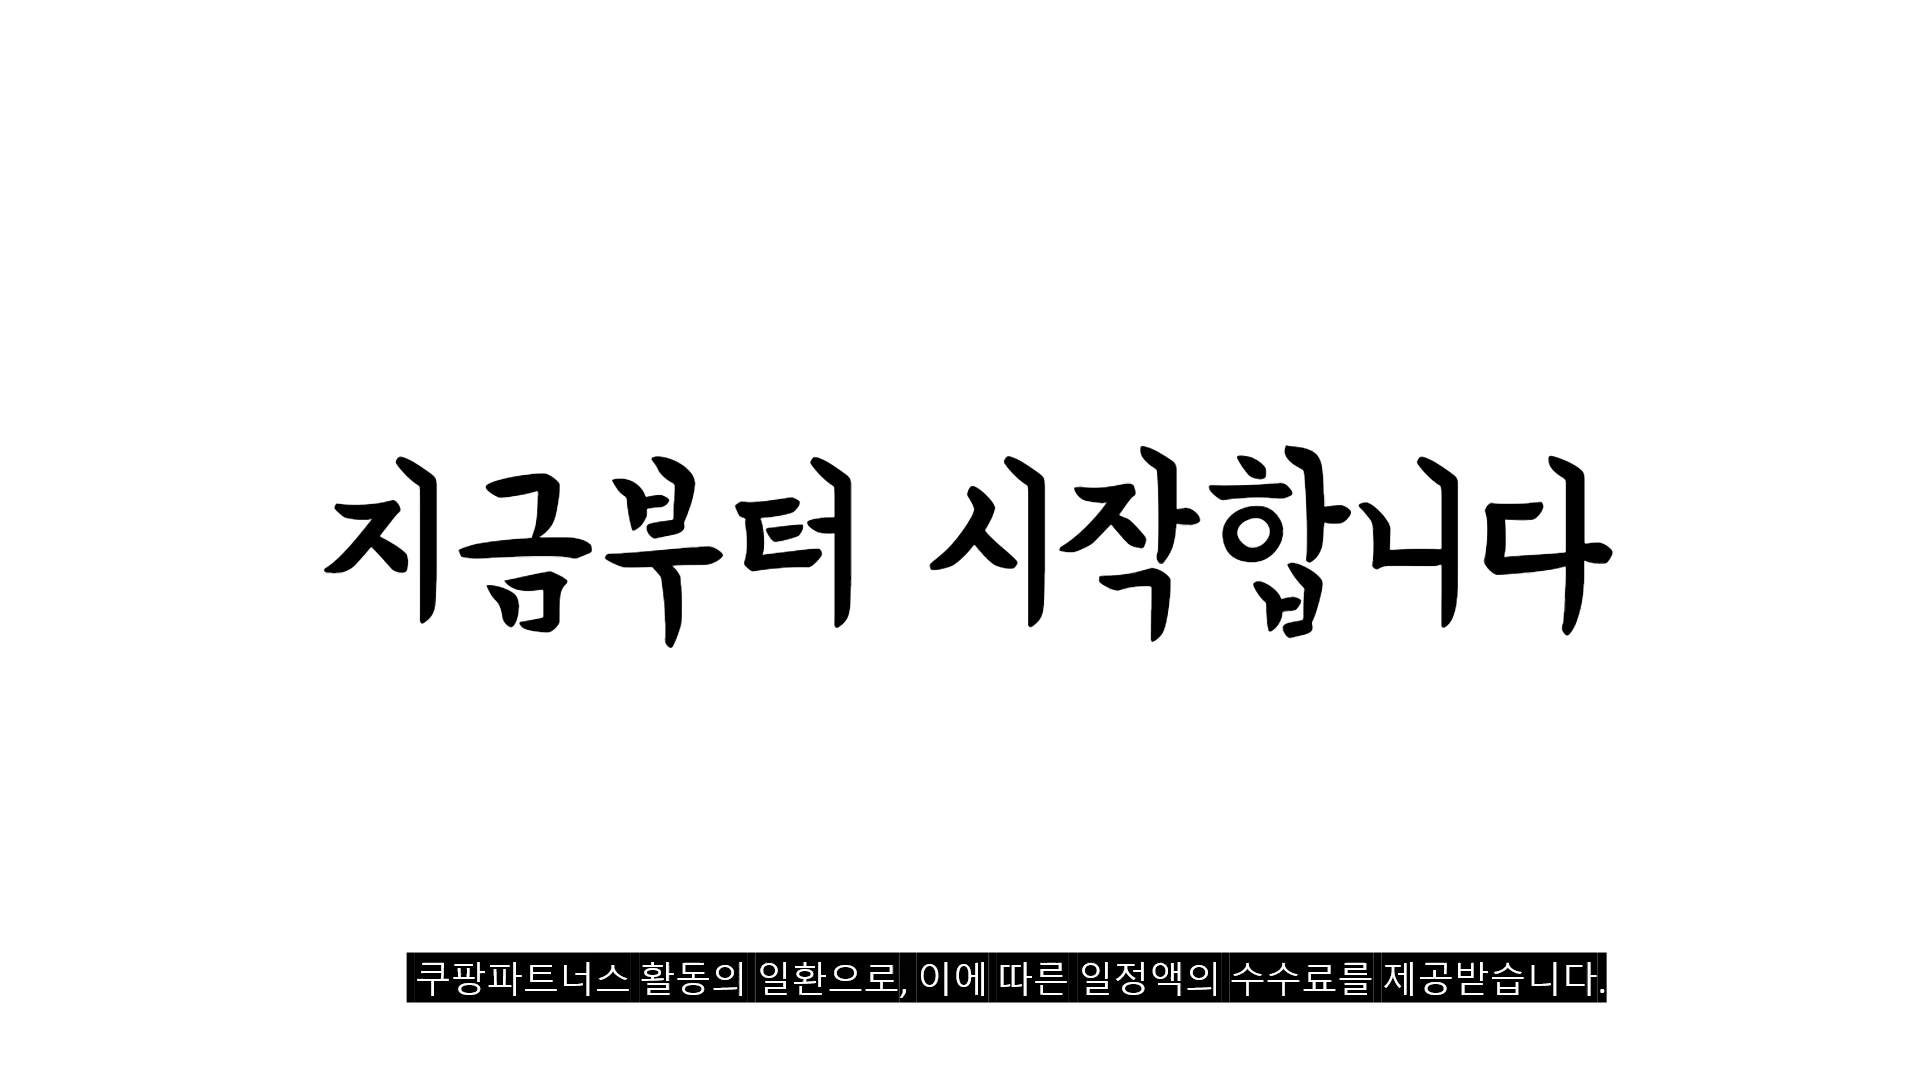 지금부터 시작합니다
쿠팡파트너스 활동의 일환으로, 이에 따른 일정액의 수수료를 제공받습니다.